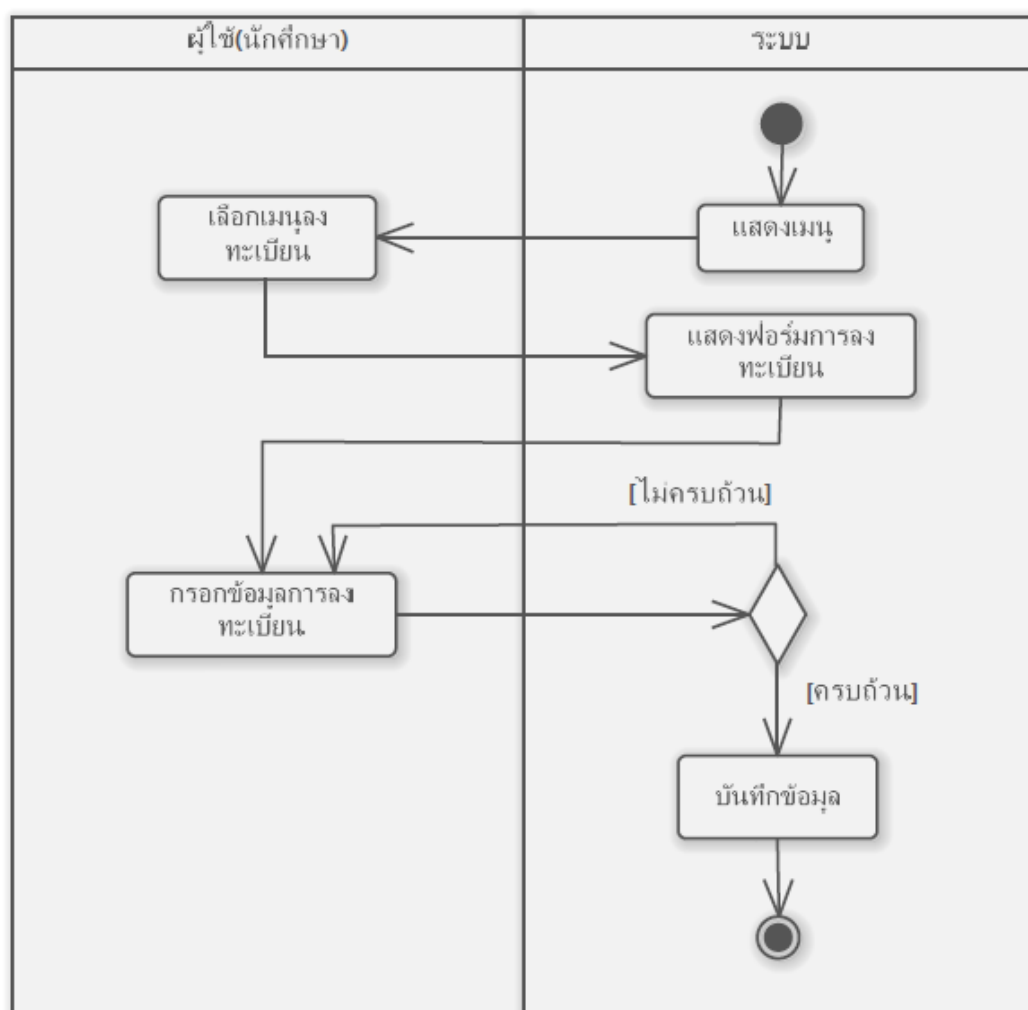 ผู้ใช้(นักศึกษา)
ระบบ
แสดงเมนู
เลือกเมนูลง
ทะเบียน
แสดงฟอร์มการลง
ทะเบียน
[ไม่ครบถ้วน]
กรอกข้อมูลการลง
ทะเบียน
[ครบถ้วน]
บันทึกข้อมูล